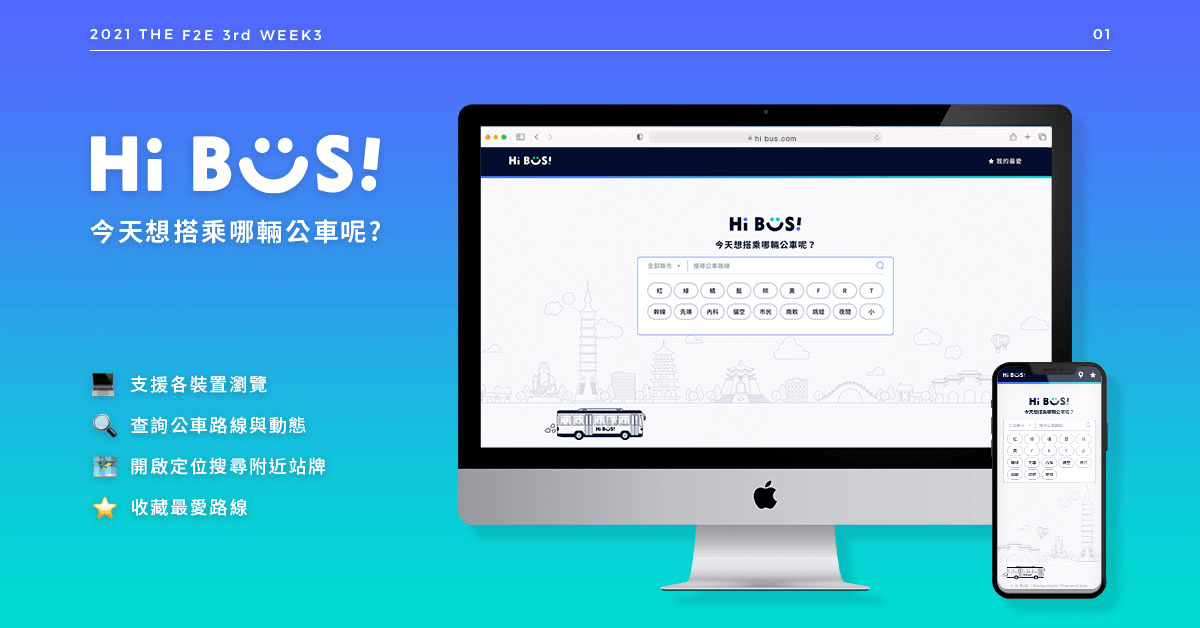 2021 THE F2E 3rd WEEK3
01
Hi BUS!
今天想搭乘哪輛公車呢?
💻 支援各裝置瀏覽
🔍 查詢公車路線與動態
🗺️ 開啟定位搜尋附近站牌
⭐ 收藏最愛路線
hi bus.com
Hi BUS!
★ 我的最愛
Hi BUS!
今天想搭乘哪輛公車呢？
全部縣市 搜尋公車路線
紅 綠 橘 藍 棕 黃 F R T
幹線 先導 內科 貓空 市民 南軟 跳蛙 夜間 小
Hi BUS!
Hi BUS!
Hi BUS!
今天想搭乘哪輛公車呢？